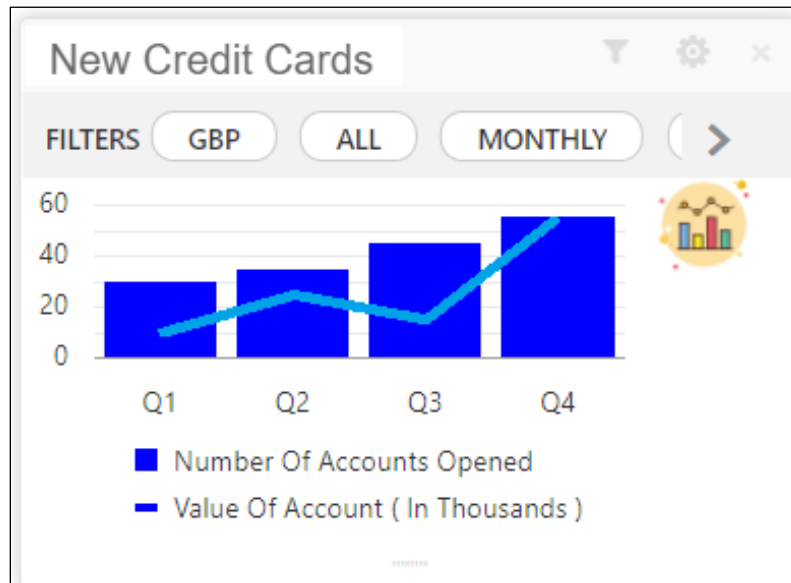 New Credit Cards
FILTERS GBP ALL MONTHLY
60
40
20
0
Q1 Q2 Q3 Q4
Number Of Accounts Opened
Value Of Account ( In Thousands )